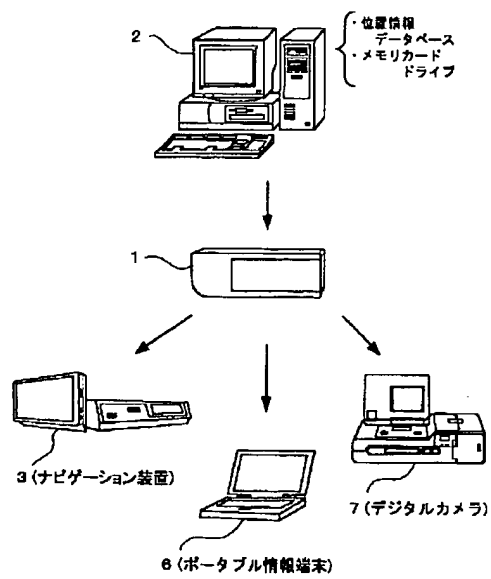 2
・位置情報
データベース
・メモリカード
ドライブ
1
3(ナビゲーション装置)
7(デジタルカメラ)
6(ポータブル情報端末)